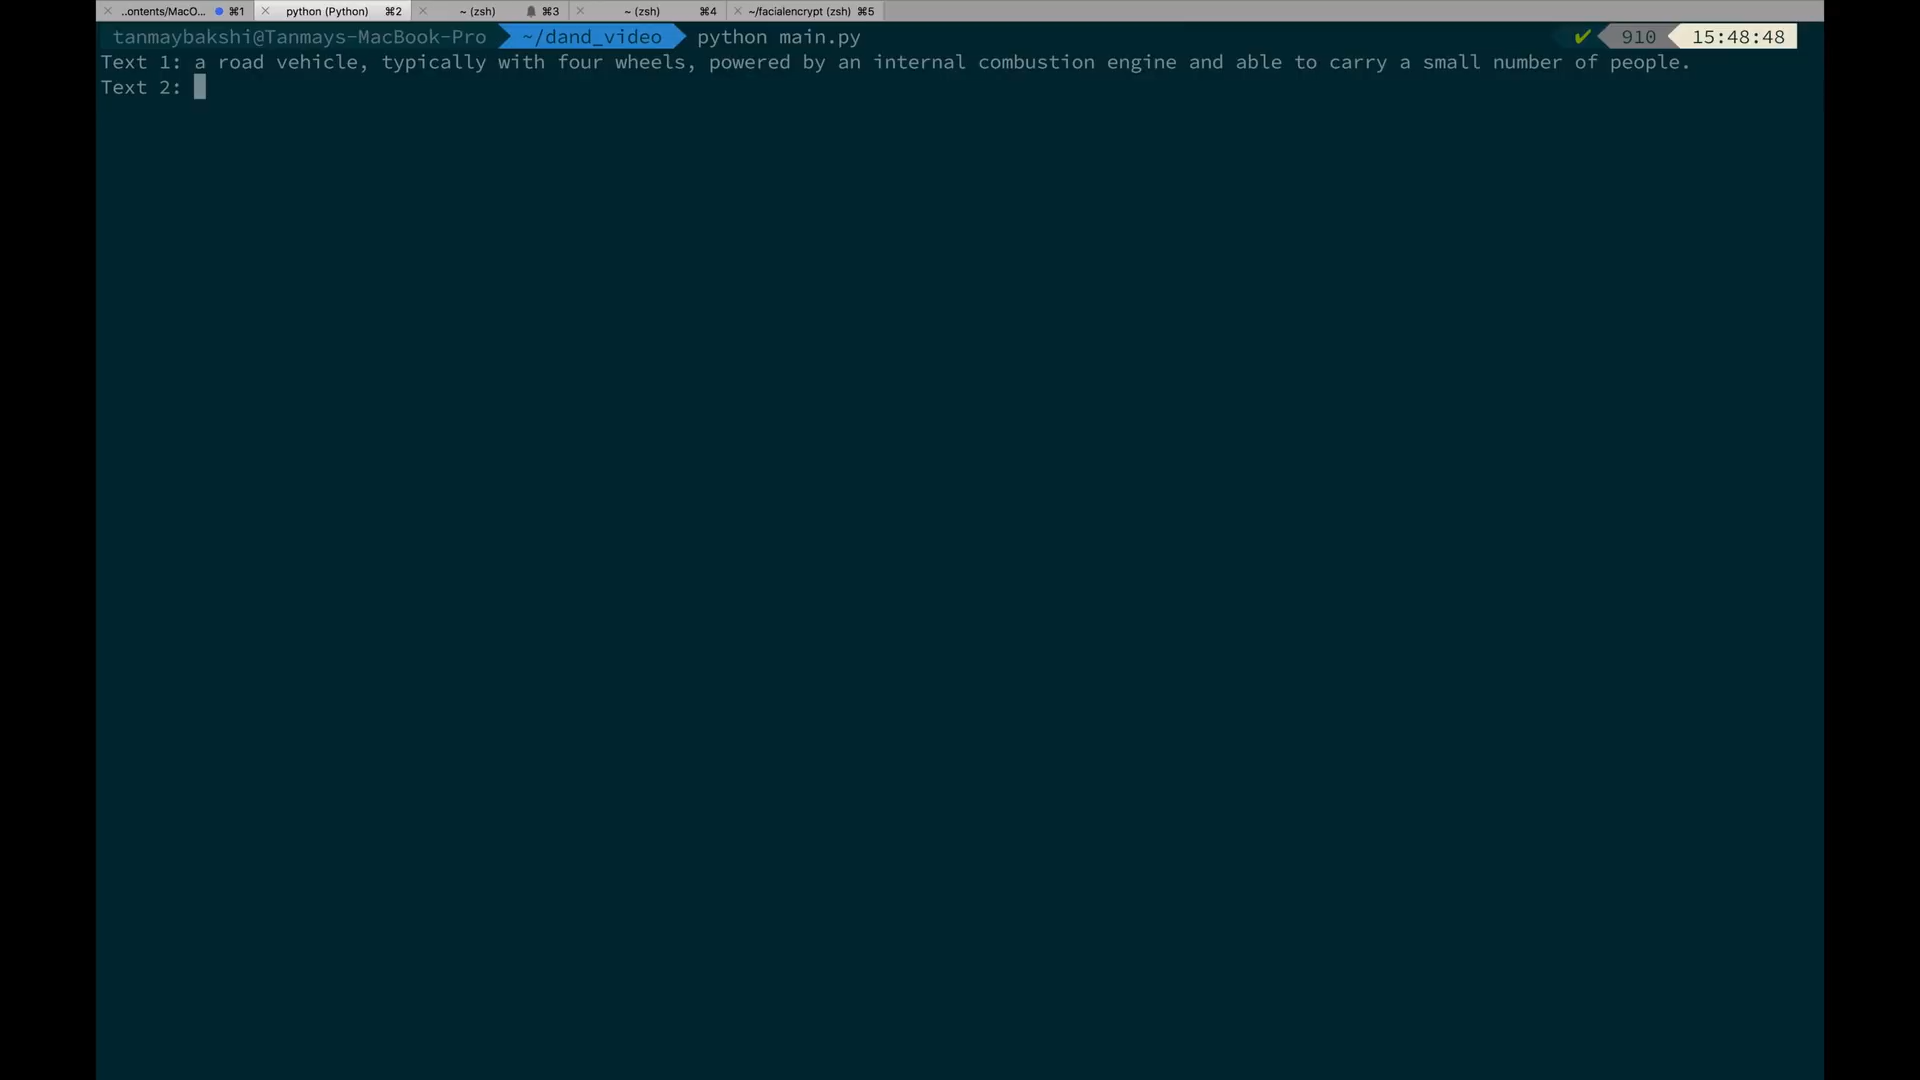 ..ontents/MacO... ⌘1 python (Python) ⌘2 ~ (zsh) ⌘3 ~ (zsh) ⌘4 ~/facialencrypt (zsh) ⌘5
tanmaybakshi@Tanmays-MacBook-Pro ~/dand_video python main.py ✔ 910 15:48:48
Text 1: a road vehicle, typically with four wheels, powered by an internal combustion engine and able to carry a small number of people.
Text 2: